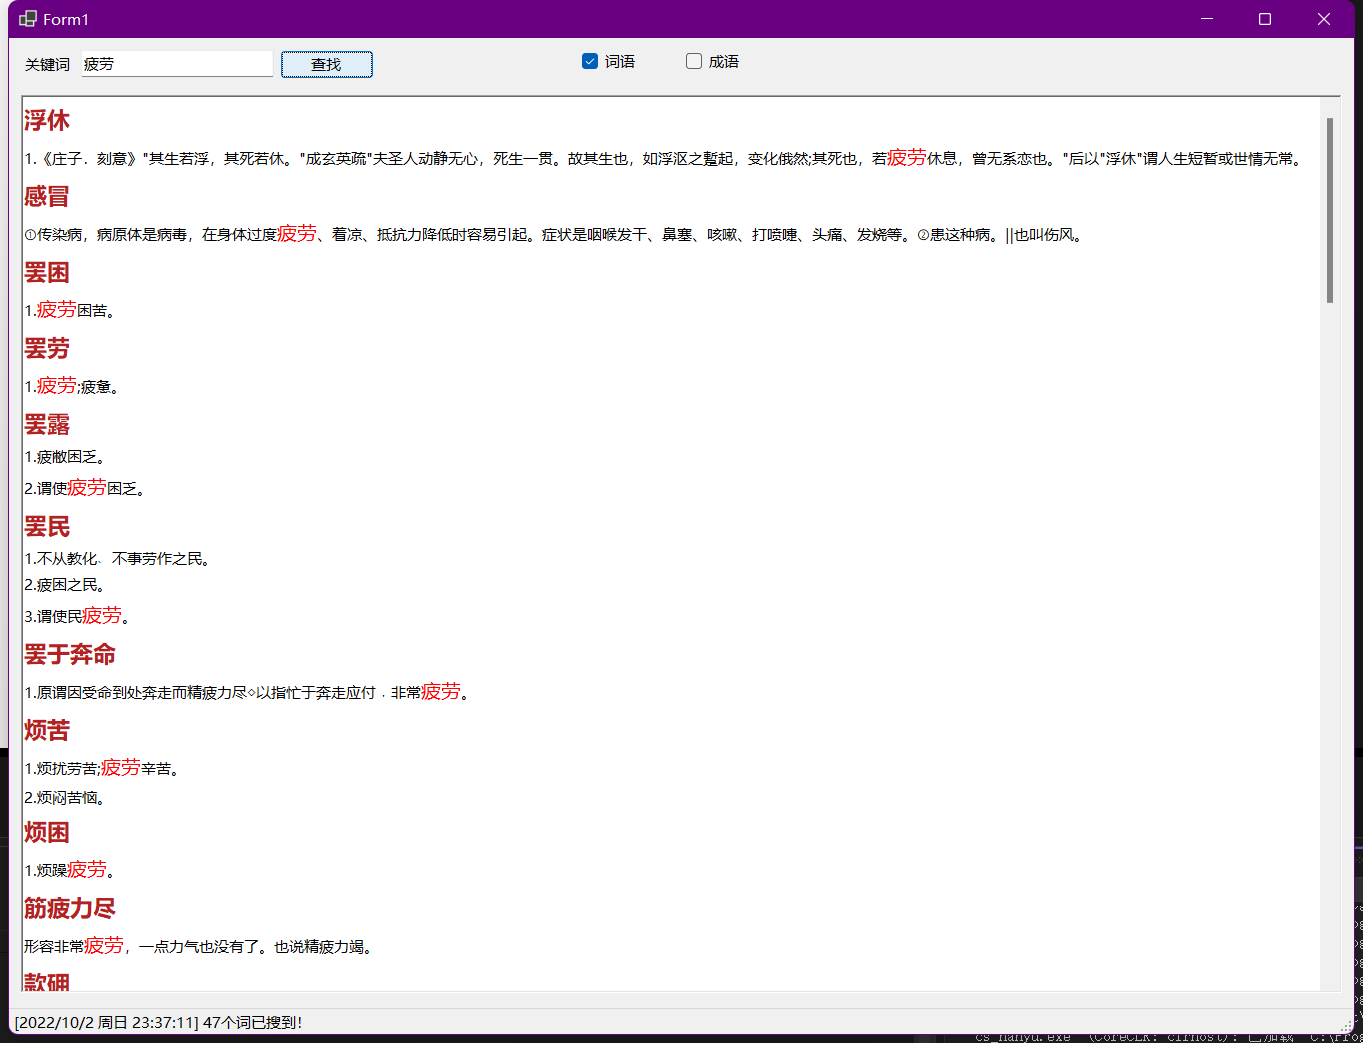 Form1
关键词 疲劳 查找 词语 成语
浮休
1.《庄子．刻意》"其生若浮，其死若休。"成玄英疏"夫圣人动静无心，死生一贯。故其生也，如浮沤之蹔起，变化俄然;其死也，若疲劳休息，曾无系恋也。"后以"浮休"谓人生短暂或世情无常。
感冒
①传染病，病原体是病毒，在身体过度疲劳、着凉、抵抗力降低时容易引起。症状是咽喉发干、鼻塞、咳嗽、打喷嚏、头痛、发烧等。②患这种病。||也叫伤风。
罢困
1.疲劳困苦。
罢劳
1.疲劳;疲惫。
罢露
1.疲敝困乏。
2.谓使疲劳困乏。
罢民
1.不从教化﹑不事劳作之民。
2.疲困之民。
3.谓使民疲劳。
罢于奔命
1.原谓因受命到处奔走而精疲力尽◇以指忙于奔走应付﹐非常疲劳。
烦苦
1.烦扰劳苦;疲劳辛苦。
2.烦闷苦恼。
烦困
1.烦躁疲劳。
筋疲力尽
形容非常疲劳，一点力气也没有了。也说精疲力竭。
[2022/10/2 周日 23:37:11] 47个词已搜到！
cs_hanyu.exe" (CoreCLR: clrhost): 已加载 "C:\Prog